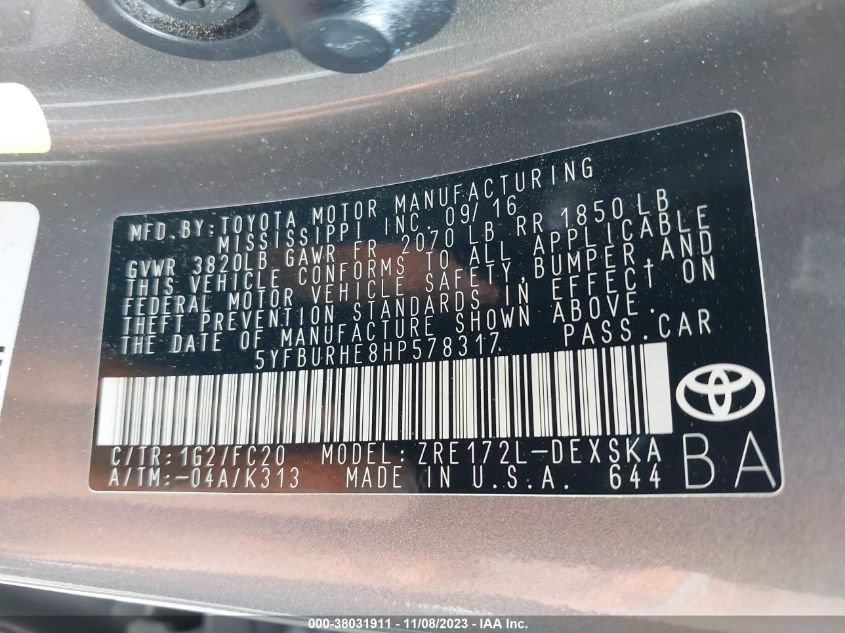 MFD. BY: TOYOTA MOTOR MANUFACTURING
MISSISSIPPI INC. 09/16
GVWR 3820LB GAWR FR 2070 LB RR 1850 LB
THIS VEHICLE CONFORMS TO ALL APPLICABLE
FEDERAL MOTOR VEHICLE SAFETY, BUMPER, AND
THEFT PREVENTION STANDARDS IN EFFECT ON
THE DATE OF MANUFACTURE SHOWN ABOVE.
5YFBURHE8HP578317 PASS. CAR
C/TR: 1G2/FC20 MODEL: ZRE172L-DEXSKA
A/TM: -04A/K313 MADE IN U.S.A. 644
BA
000-38031911 - 11/08/2023 - IAA Inc.